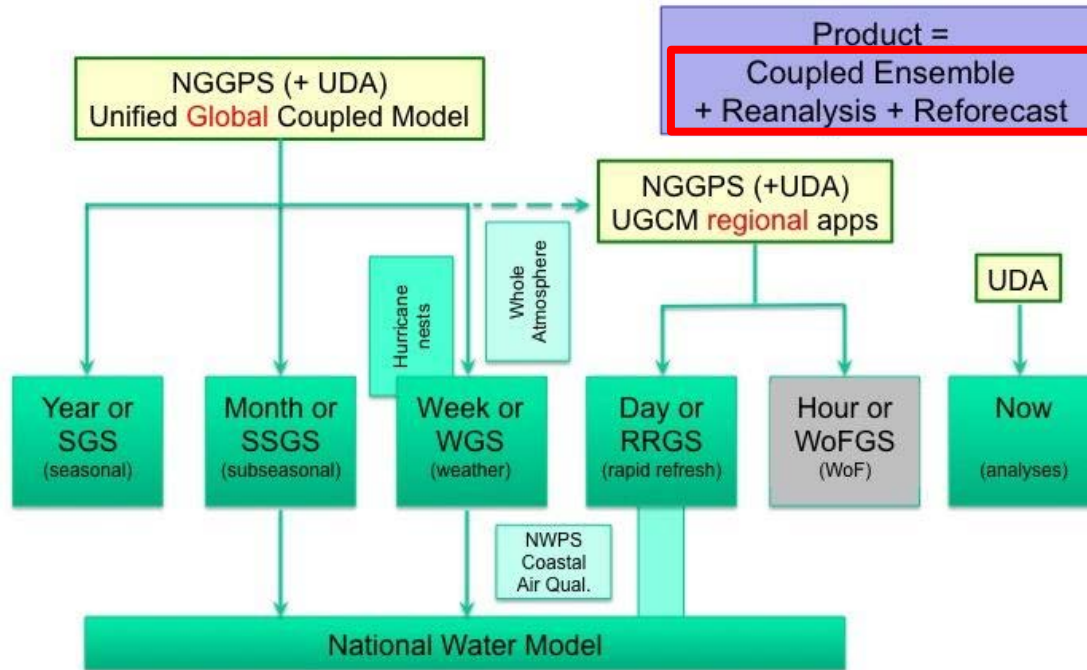 Product =
Coupled Ensemble
+ Reanalysis + Reforecast
NGGPS (+ UDA)
Unified Global Coupled Model
NGGPS (+UDA)
UGCM regional apps
UDA
Hurricane
nests
Whole
Atmosphere
Year or
SGS
(seasonal)
Month or
SSGS
(subseasonal)
Week or
WGS
(weather)
Day or
RRGS
(rapid refresh)
Hour or
WoFGS
(WoF)
Now
(analyses)
NWPS
Coastal
Air Qual.
National Water Model